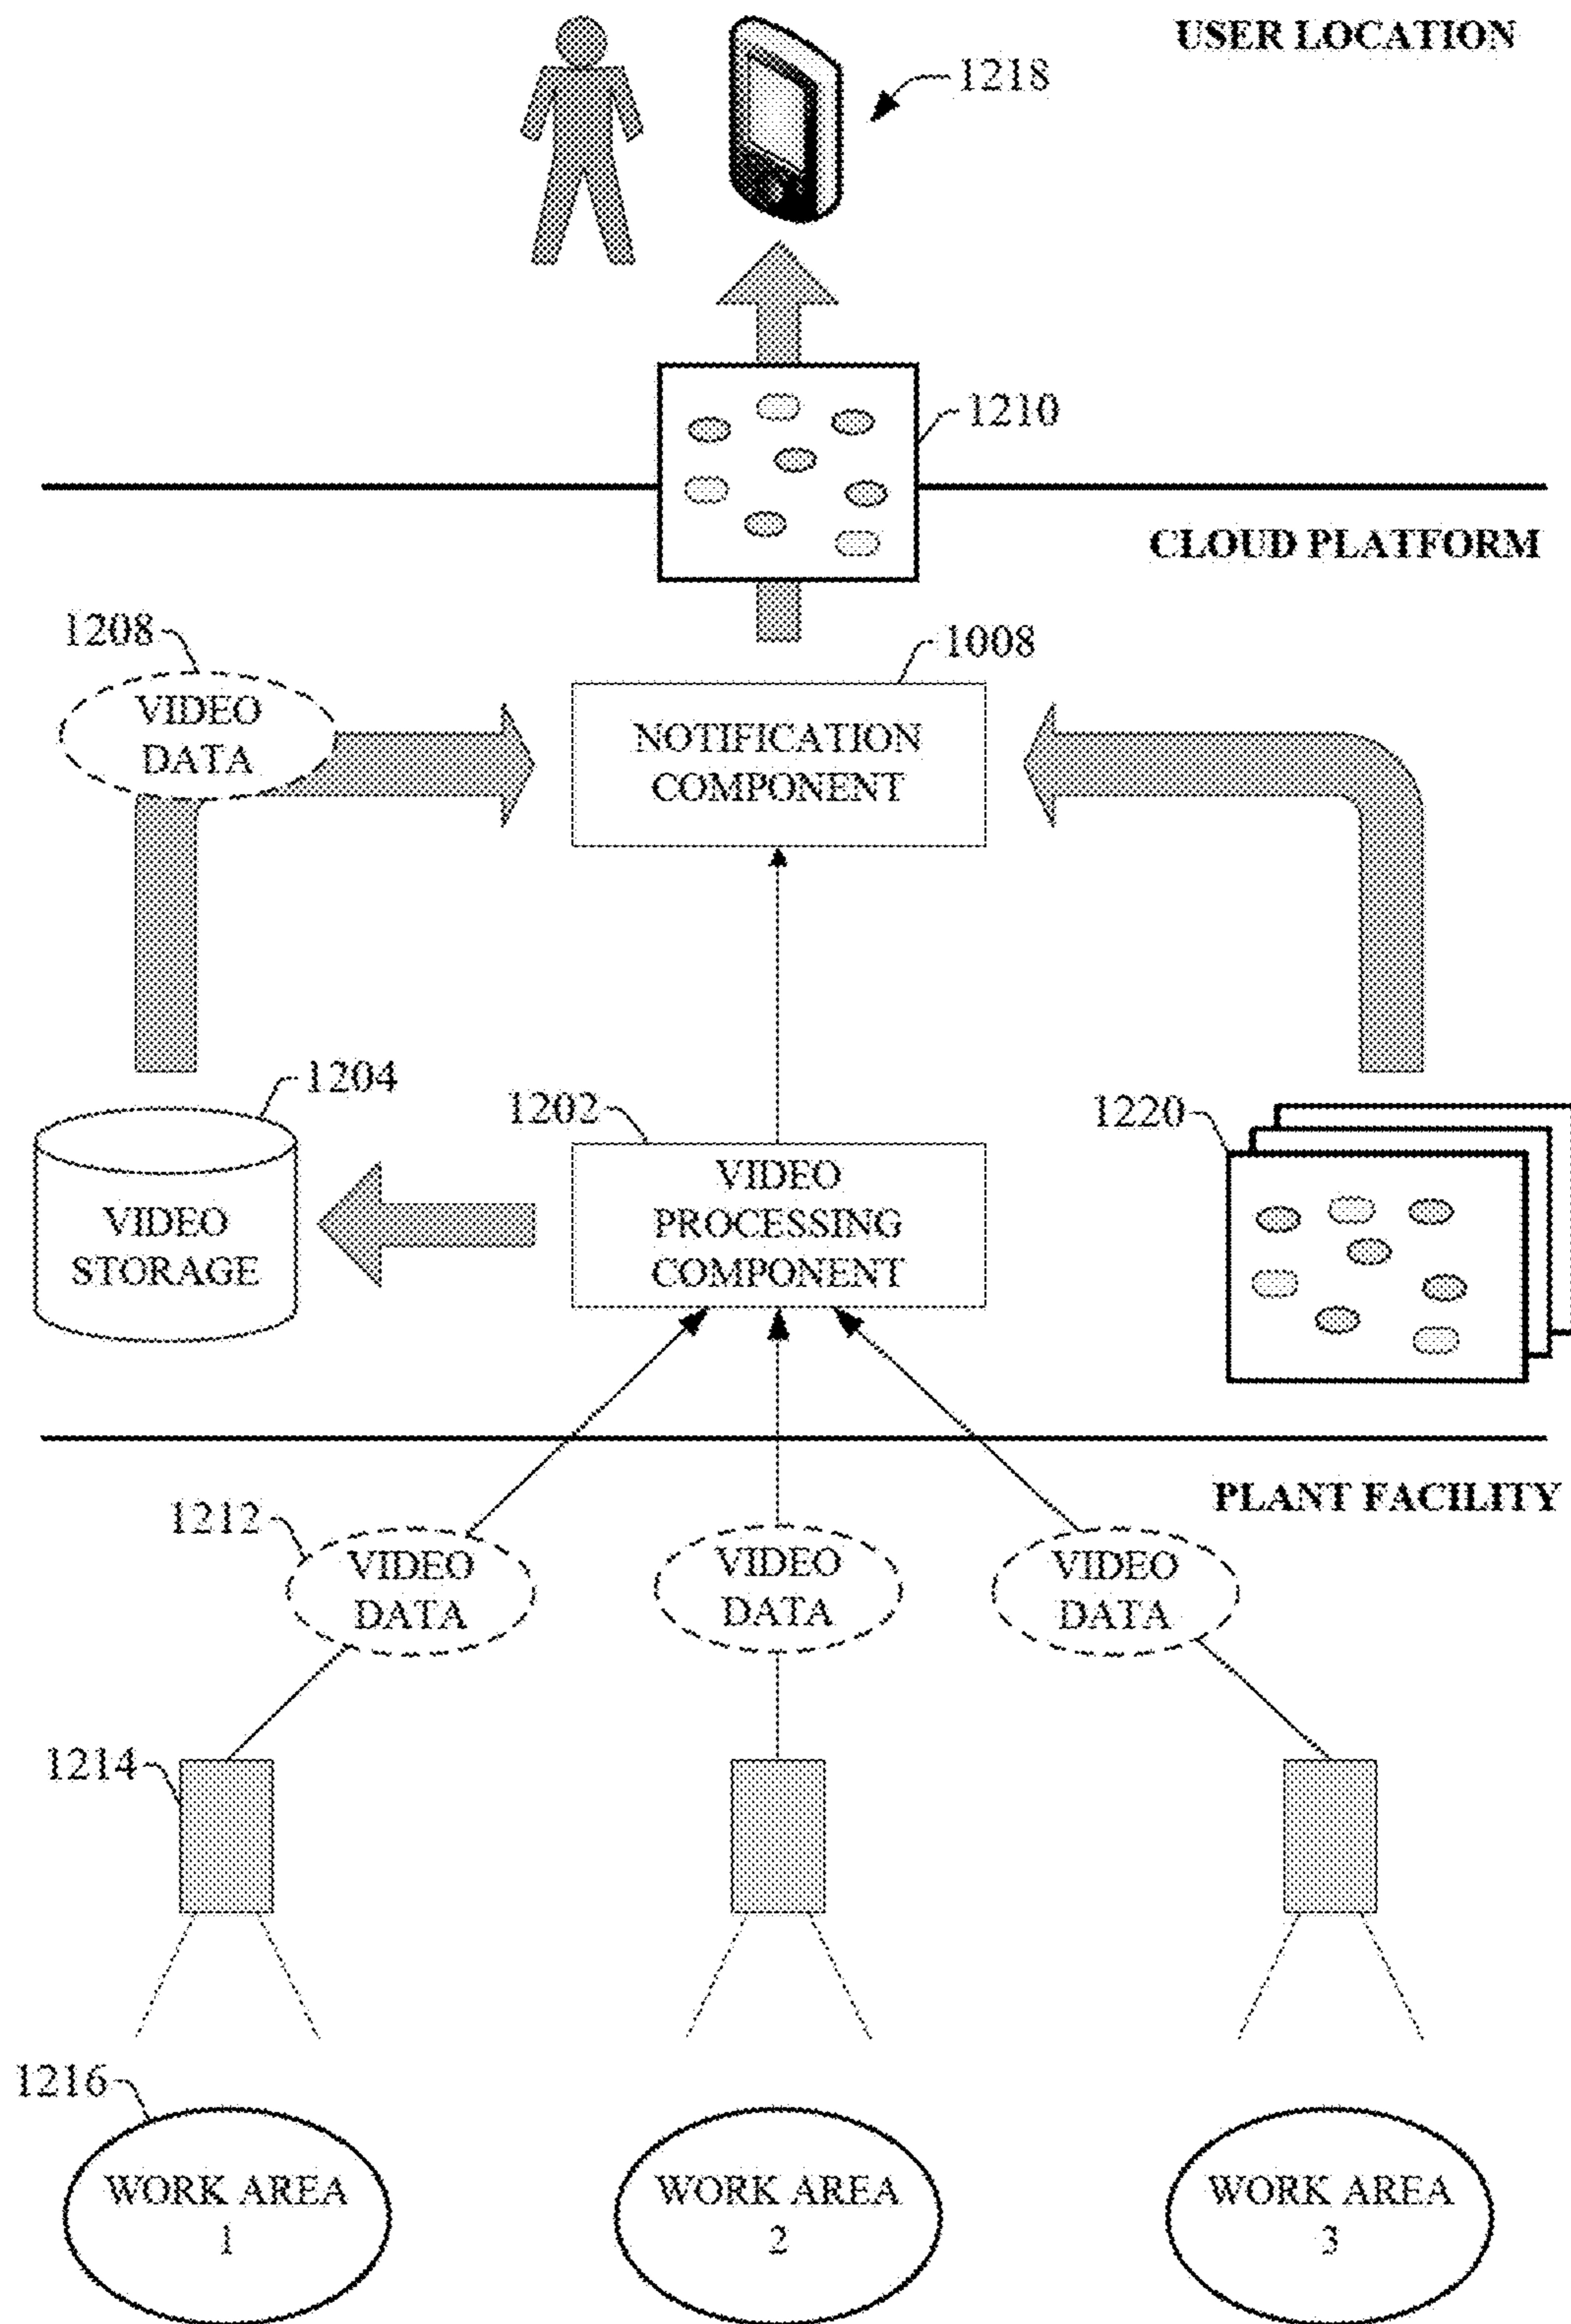 USER LOCATION
1218
1210
CLOUD PLATFORM
1208
1008
VIDEO
DATA
NOTIFICATION
COMPONENT
1204
1202
1220
VIDEO
STORAGE
VIDEO
PROCESSING
COMPONENT
PLANT FACILITY
1212
VIDEO
DATA
VIDEO
DATA
VIDEO
DATA
1214
1216
WORK AREA
1
WORK AREA
2
WORK AREA
3